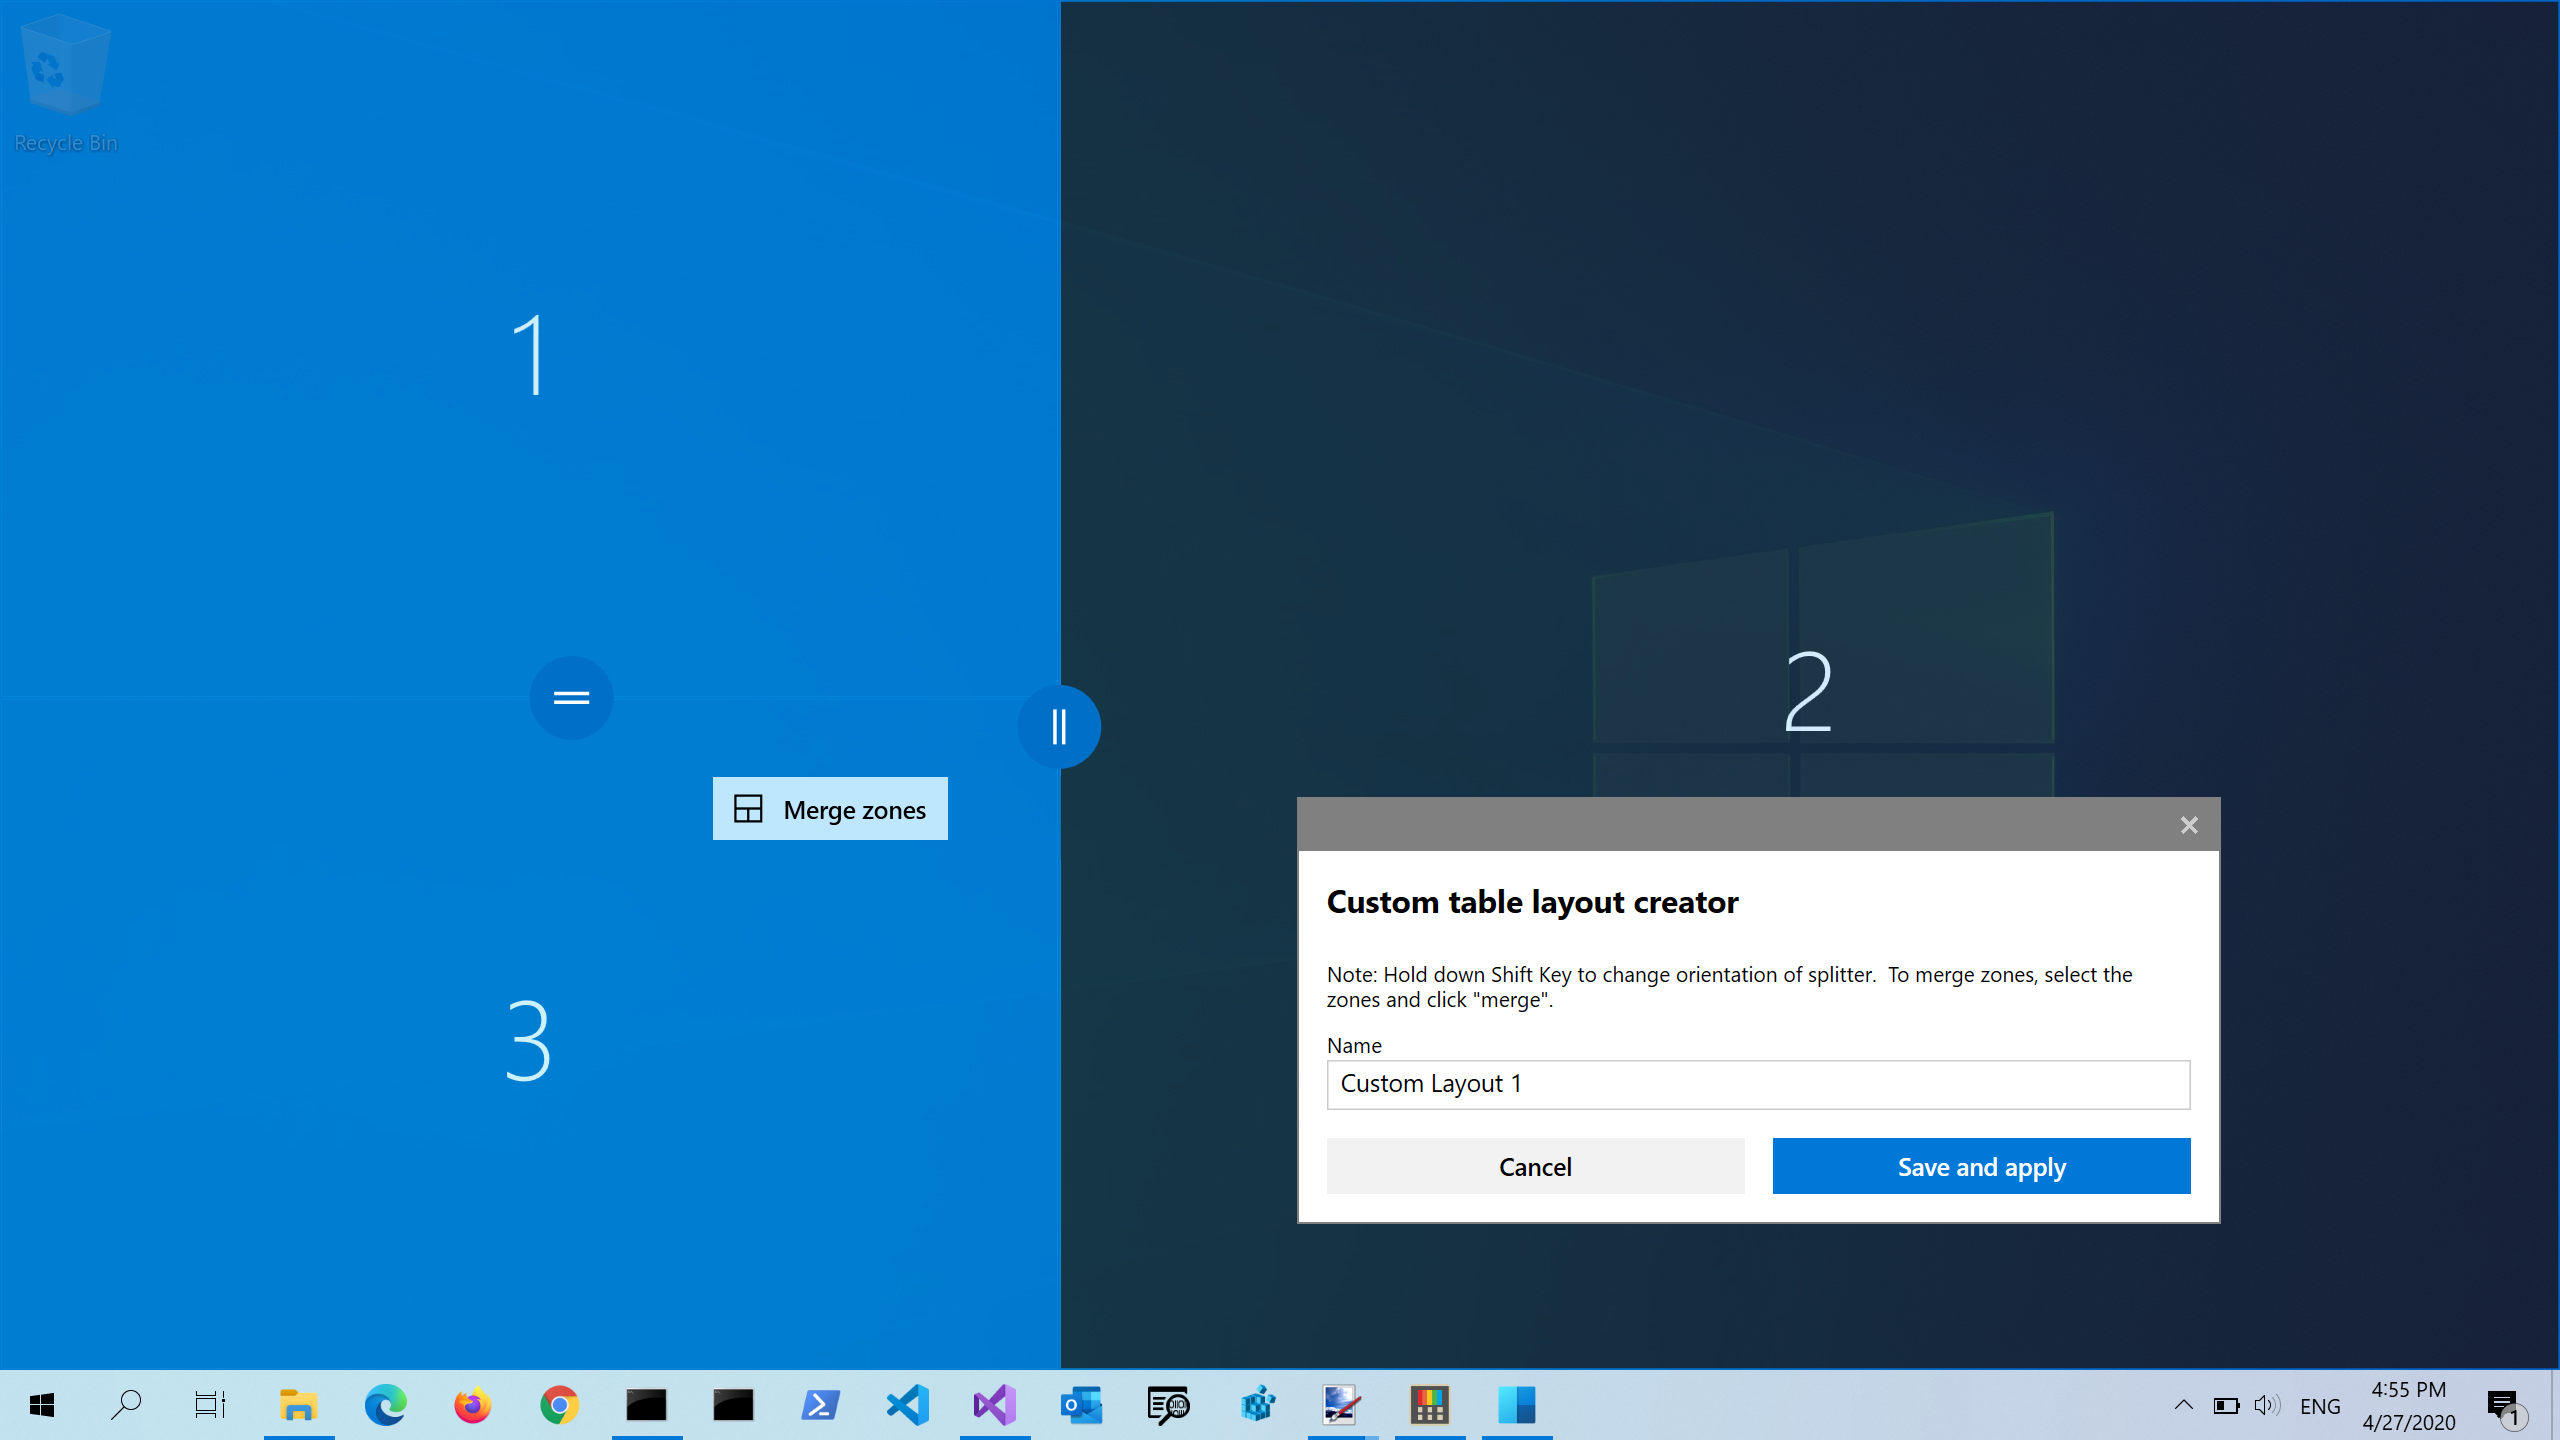 Recycle Bin
1
2
Merge zones
3
Custom table layout creator
Note: Hold down Shift Key to change orientation of splitter.  To merge zones, select the
zones and click "merge".
Name
Custom Layout 1
Cancel
Save and apply
ENG
4:55 PM
4/27/2020
1